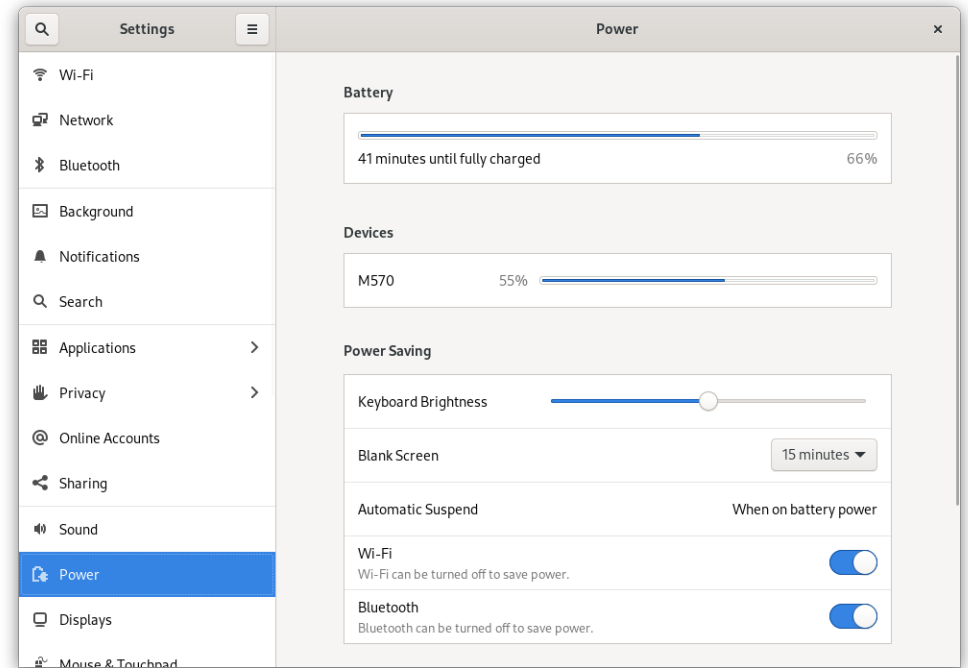 Settings
Power
Wi-Fi
Network
Bluetooth
Background
Notifications
Search
Applications
Privacy
Online Accounts
Sharing
Sound
Power
Displays
Mouse & Touchpad
Battery
41 minutes until fully charged 66%
Devices
M570 55%
Power Saving
Keyboard Brightness
Blank Screen 15 minutes
Automatic Suspend When on battery power
Wi-Fi
Wi-Fi can be turned off to save power.
Bluetooth
Bluetooth can be turned off to save power.